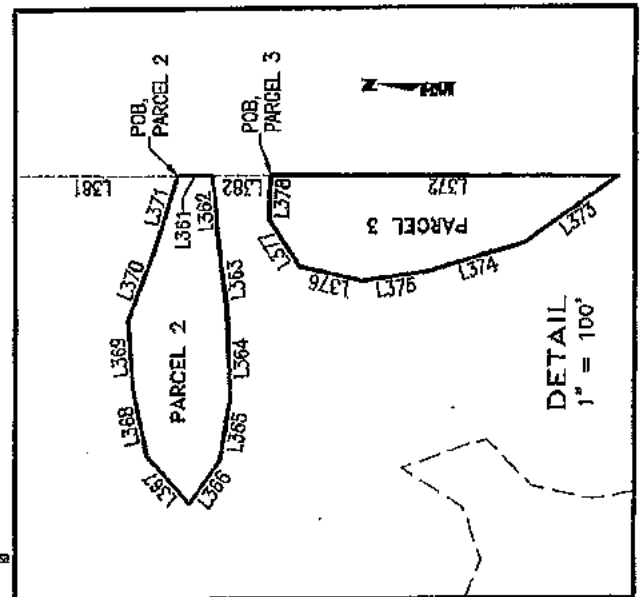 POB,
PARCEL 2
POB,
PARCEL 3
N
L381
L371
L361
L362
L382
L378
L372
L370
L363
L377
PARCEL 3
L373
L369
L376
L375
L374
PARCEL 2
L364
L368
L365
L367
L366
DETAIL
1" = 100'